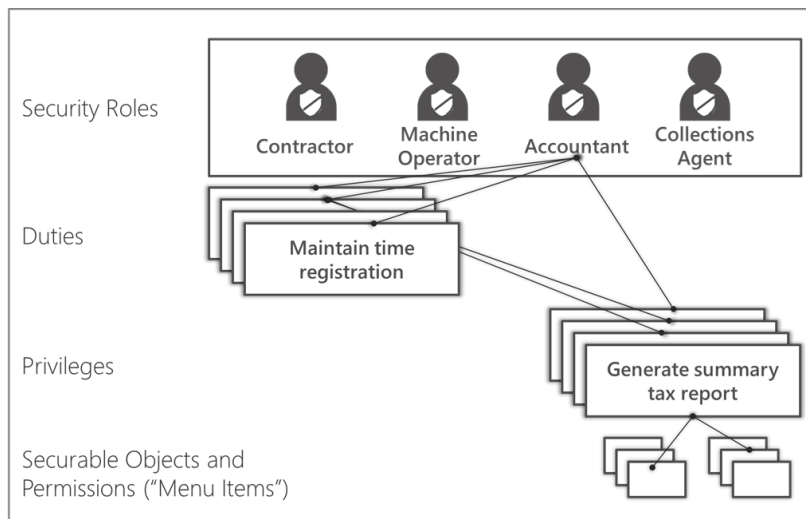 Security Roles
Contractor
Machine
Operator
Accountant
Collections
Agent
Duties
Maintain time
registration
Privileges
Generate summary
tax report
Securable Objects and
Permissions (“Menu Items”)